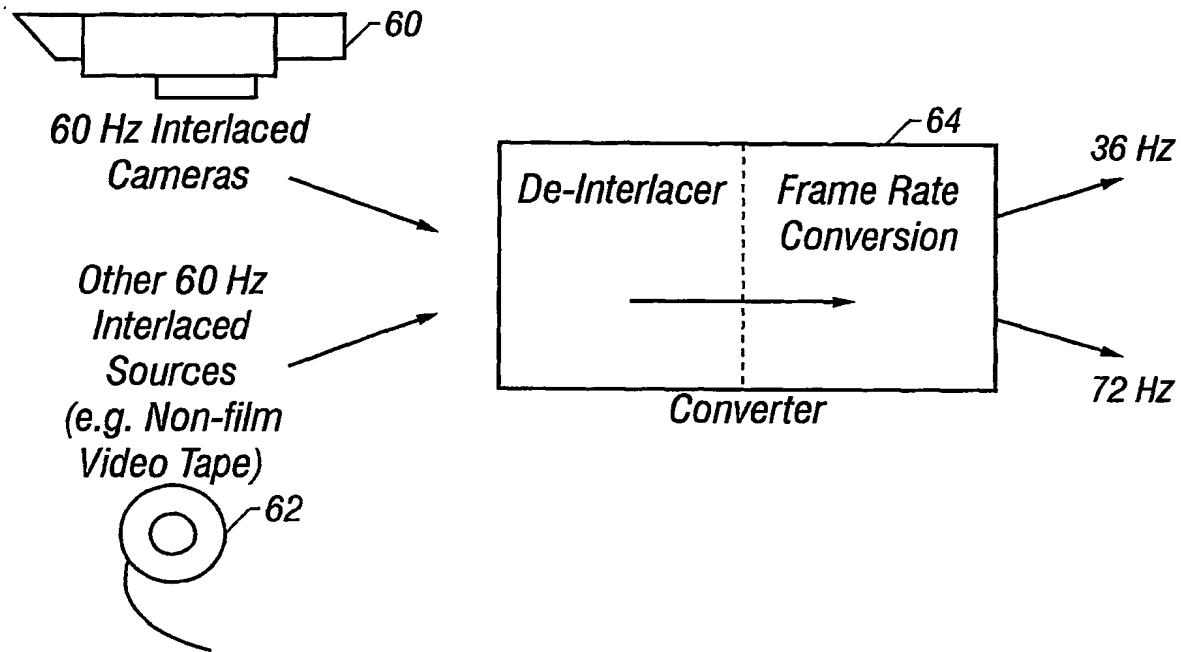 60
60 Hz Interlaced
Cameras
Other 60 Hz
Interlaced
Sources
(e.g. Non-film
Video Tape)
62
64
De-Interlacer
Frame Rate
Conversion
Converter
36 Hz
72 Hz